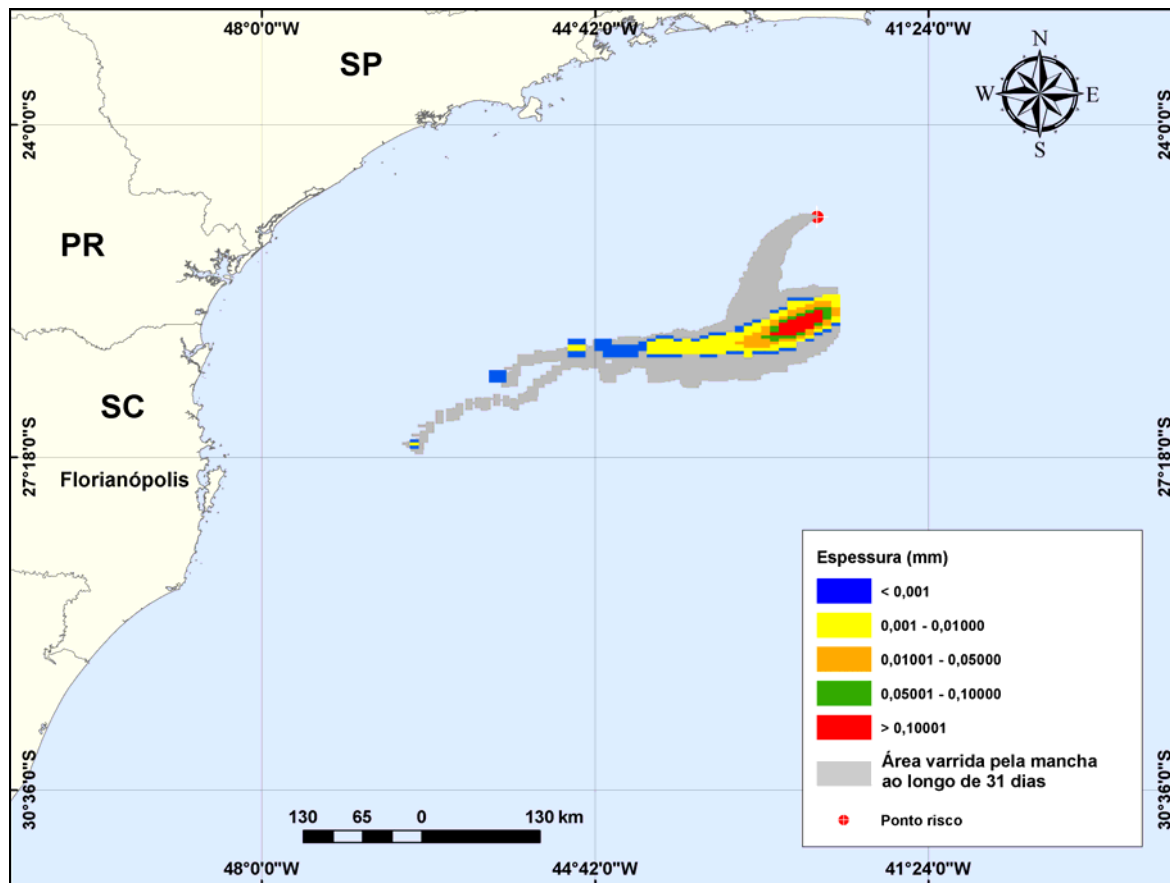 48°0'0"W
44°42'0"W
41°24'0"W
SP
N
W
E
S
24°0'0"S
24°0'0"S
PR
SC
Florianópolis
27°18'0"S
27°18'0"S
Espessura (mm)
< 0,001
0,001 - 0,01000
0,01001 - 0,05000
0,05001 - 0,10000
> 0,10001
Área varrida pela mancha
ao longo de 31 dias
Ponto risco
30°36'0"S
30°36'0"S
130 65 0 130 km
48°0'0"W
44°42'0"W
41°24'0"W